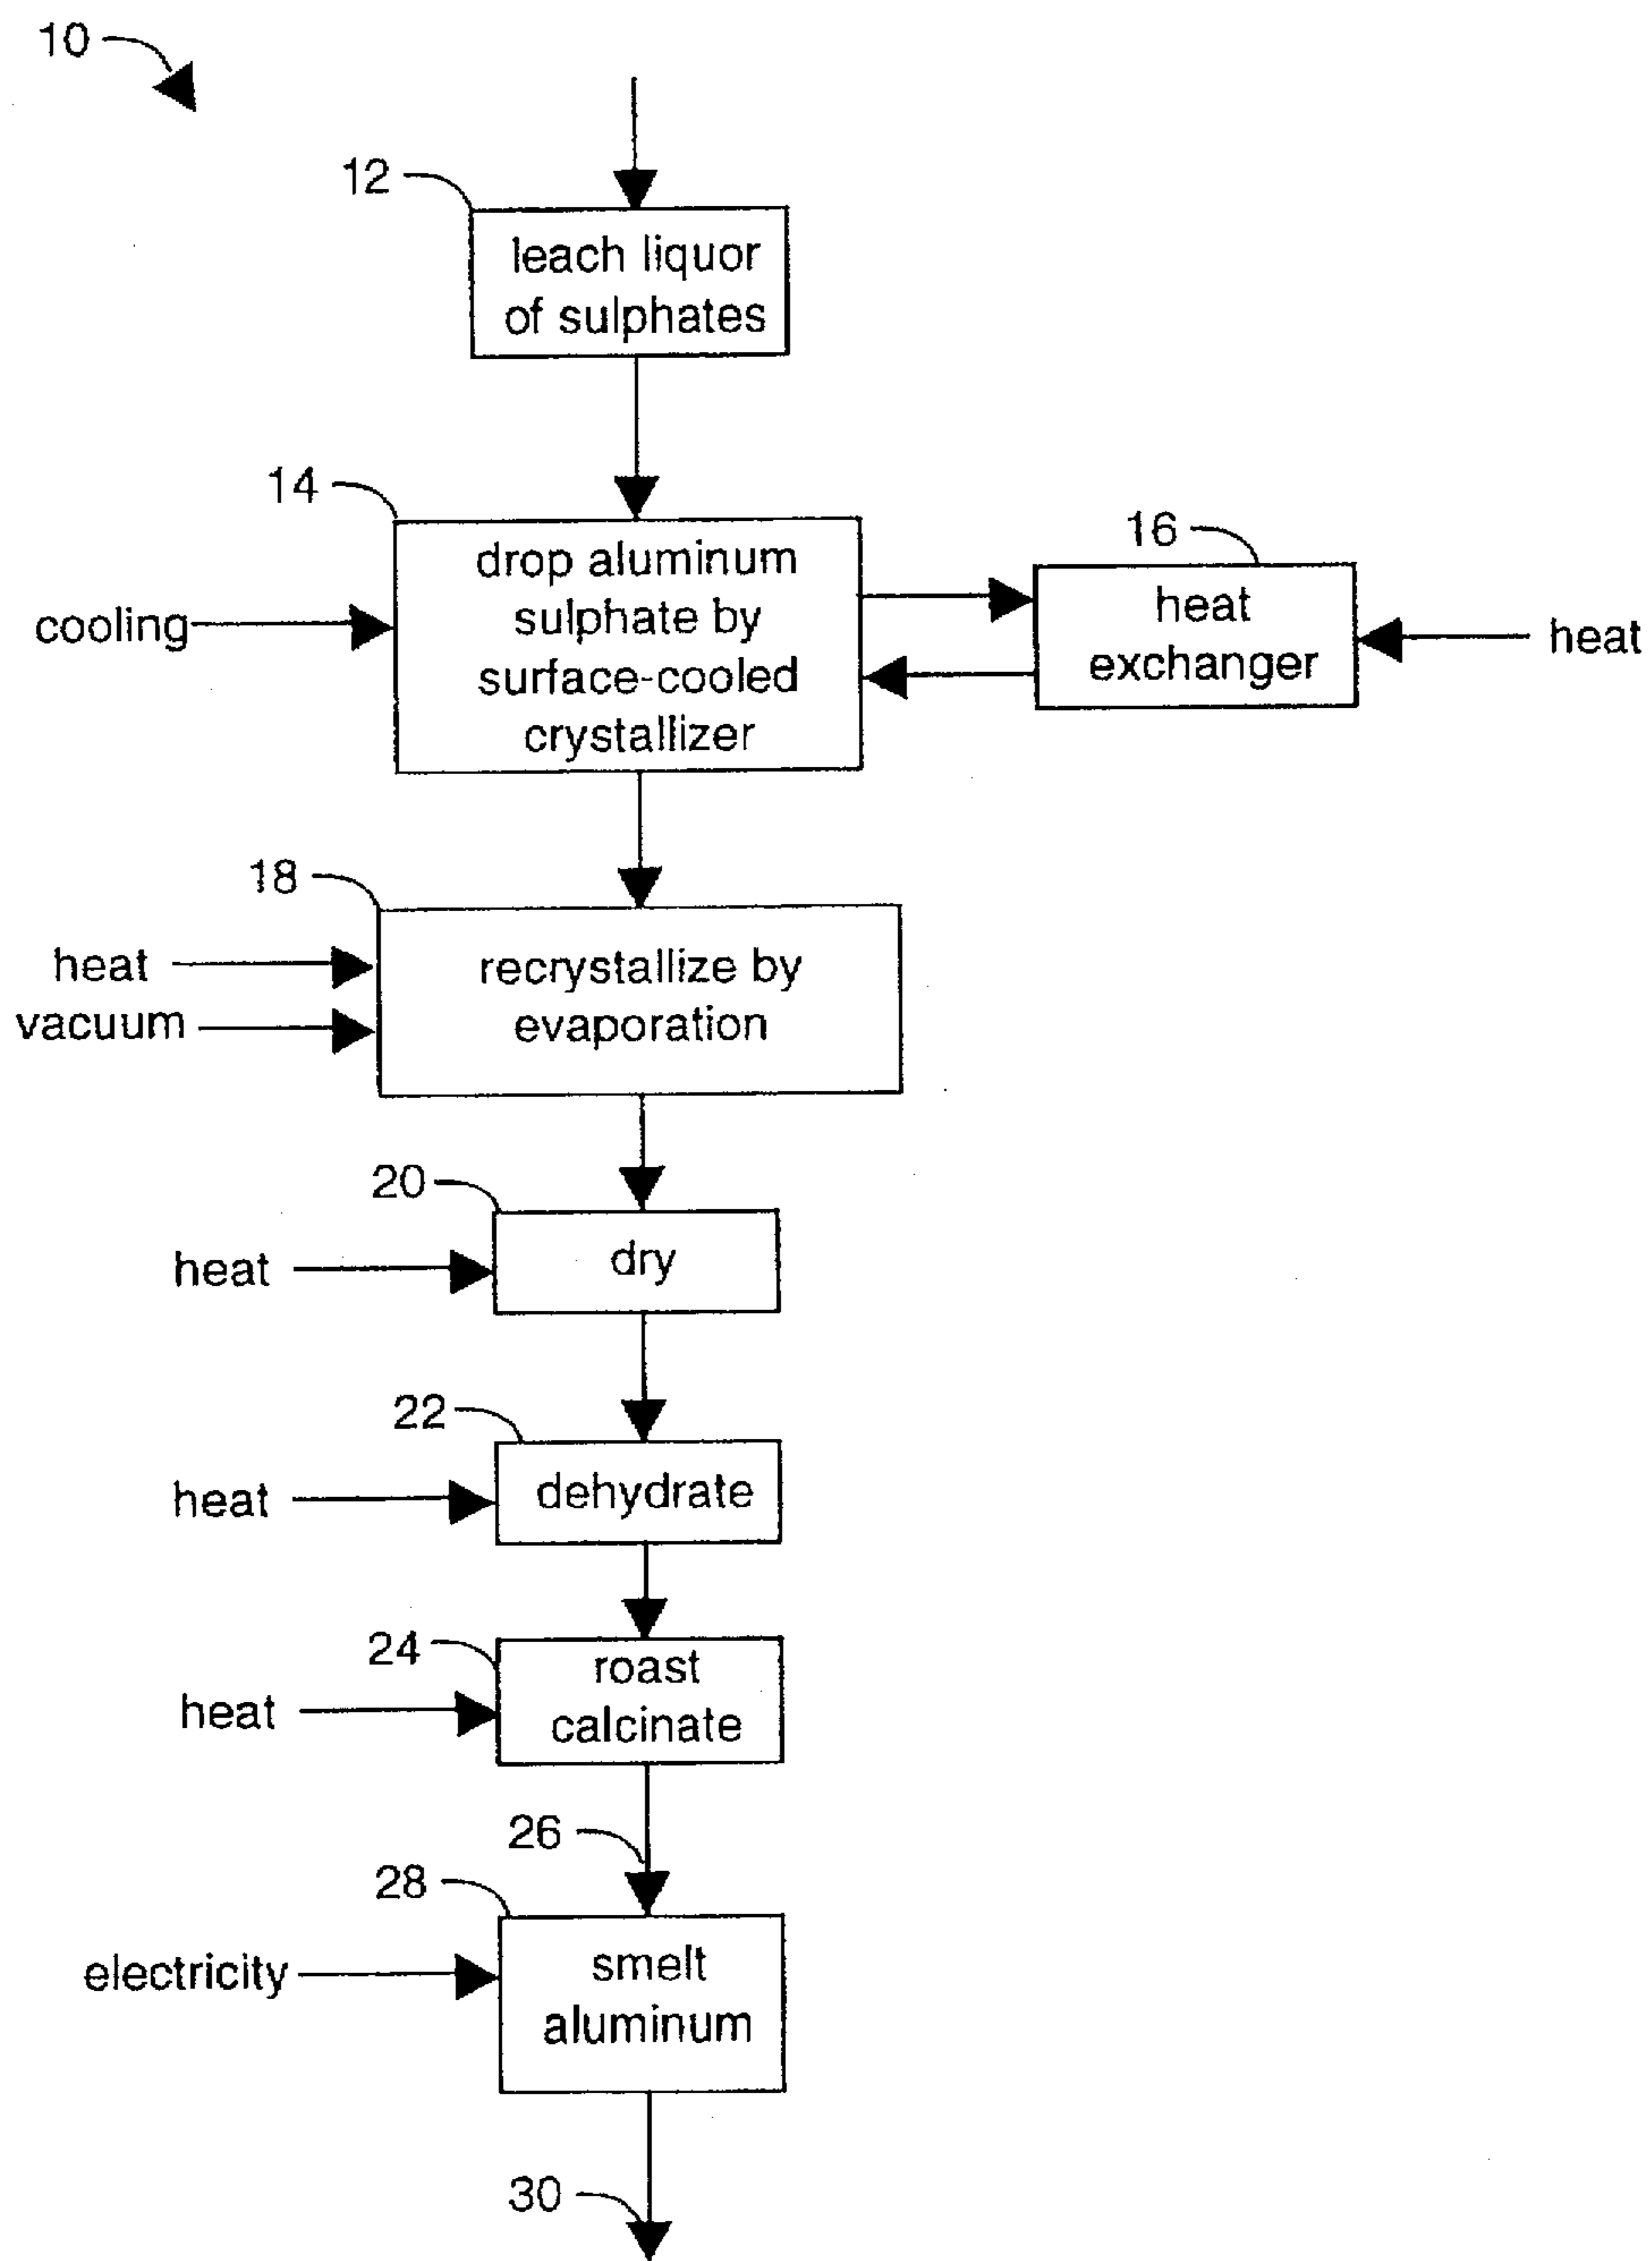 10
12
leach liquor
of sulphates
14
drop aluminum
sulphate by
surface-cooled
crystallizer
cooling
16
heat
exchanger
heat
18
recrystallize by
evaporation
heat
vacuum
20
dry
heat
22
dehydrate
heat
24
roast
calcinate
heat
26
28
smelt
aluminum
electricity
30